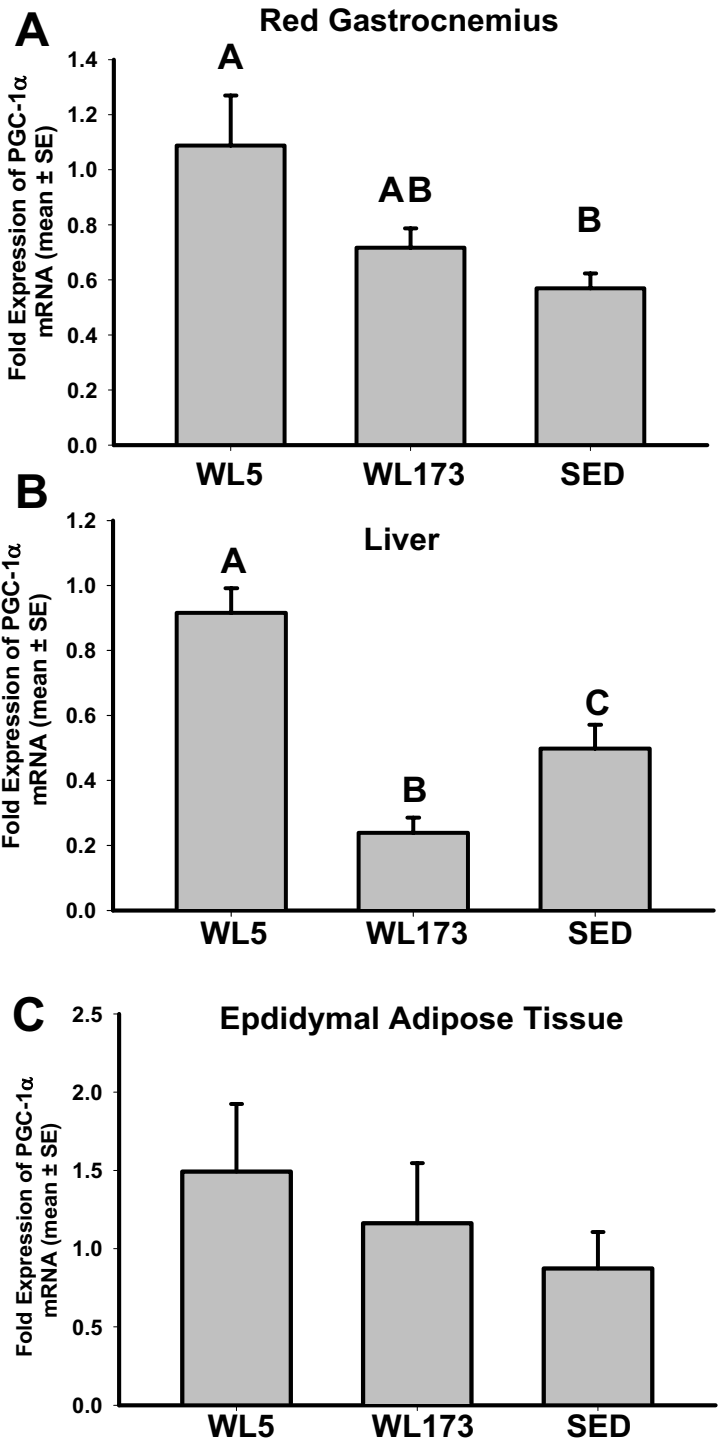 A
Red Gastrocnemius
Fold Expression of PGC-1α
mRNA (mean ± SE)
1.4
1.2
1.0
0.8
0.6
0.4
0.2
0.0
A
AB
B
WL5 WL173 SED
B
Liver
Fold Expression of PGC-1α
mRNA (mean ± SE)
1.2
1.0
0.8
0.6
0.4
0.2
0.0
A
B
C
WL5 WL173 SED
C
Epdidymal Adipose Tissue
Fold Expression of PGC-1α
mRNA (mean ± SE)
2.5
2.0
1.5
1.0
0.5
0.0
WL5 WL173 SED